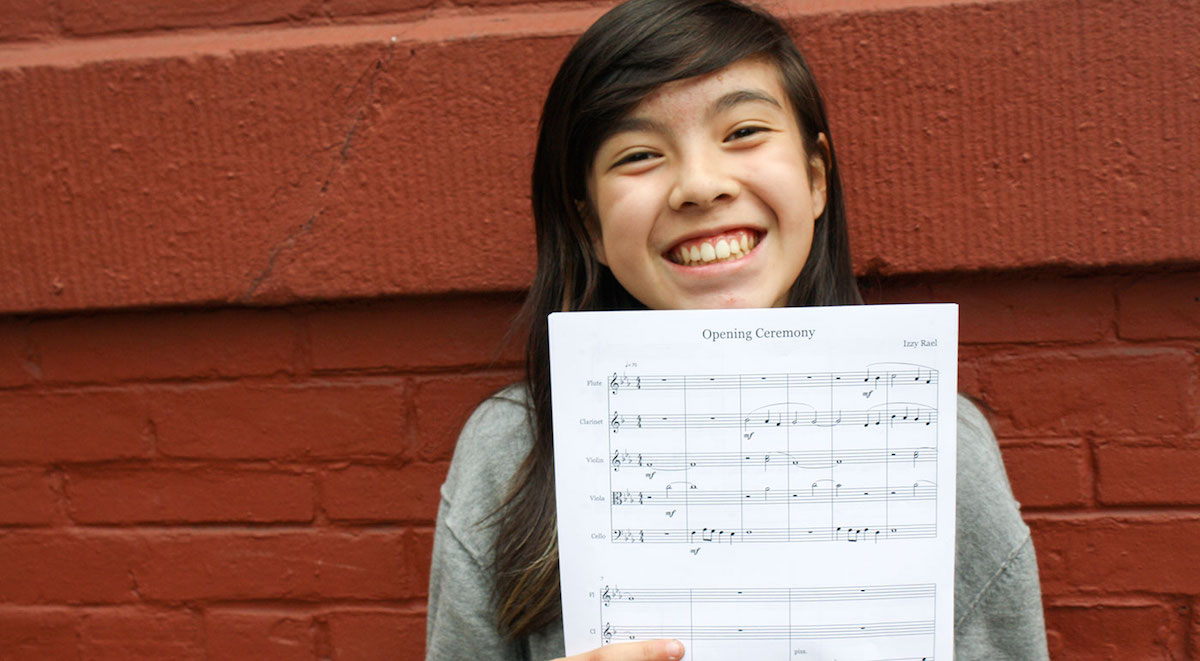 Opening Ceremony
Izzy Rael
Flute
mf
Clarinet
mf
Violin
mf
Viola
mf
Cello
mf
Fl
Cl
pizz.